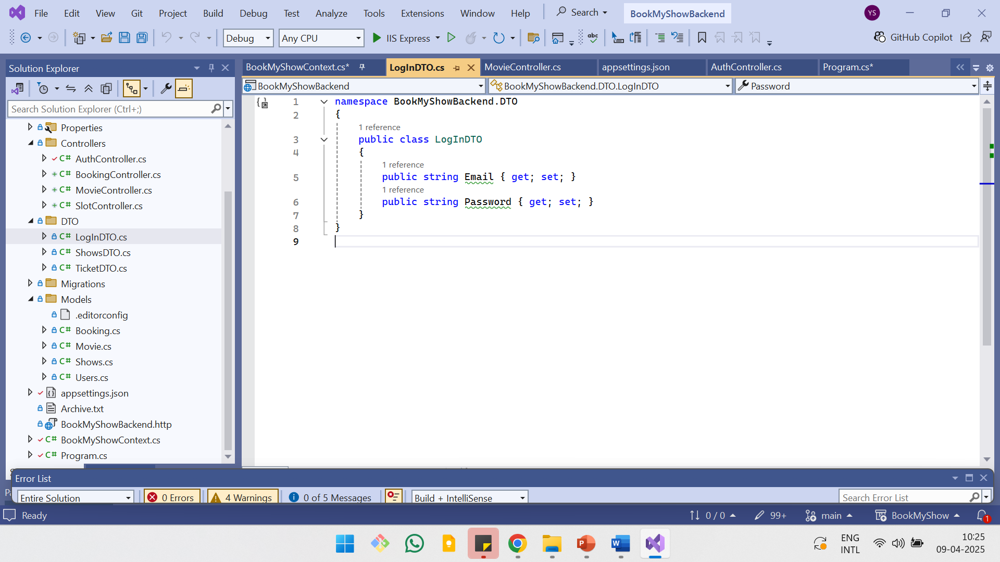 File Edit View Git Project Build Debug Test Analyze Tools Extensions Window Help Search BookMyShowBackend YS
Debug Any CPU IIS Express abc GitHub Copilot
Solution Explorer
BookMyShowContext.cs* LogInDTO.cs MovieController.cs appsettings.json AuthController.cs Program.cs*
BookMyShowBackend BookMyShowBackend.DTO.LogInDTO Password
Search Solution Explorer (Ctrl+;)
Properties
Controllers
C# AuthController.cs
C# BookingController.cs
C# MovieController.cs
C# SlotController.cs
DTO
C# LogInDTO.cs
C# ShowsDTO.cs
C# TicketDTO.cs
Migrations
Models
.editorconfig
C# Booking.cs
C# Movie.cs
C# Shows.cs
C# Users.cs
appsettings.json
Archive.txt
BookMyShowBackend.http
C# BookMyShowContext.cs
C# Program.cs
1 namespace BookMyShowBackend.DTO
2 {
1 reference
3 public class LogInDTO
4 {
1 reference
5 public string Email { get; set; }
1 reference
6 public string Password { get; set; }
7 }
8 }
9
Error List
Entire Solution 0 Errors 4 Warnings 0 of 5 Messages Build + IntelliSense Search Error List
Ready 0 / 0 99+ main BookMyShow 1
ENG
INTL
10:25
09-04-2025